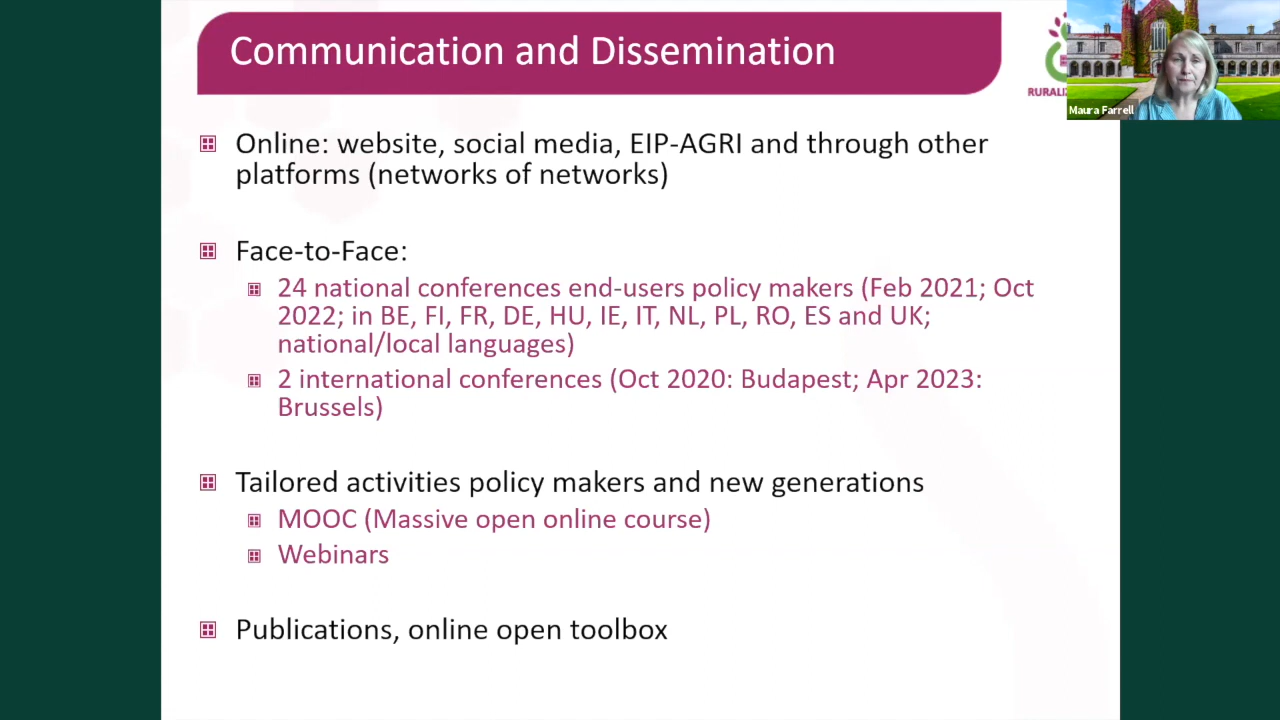 Communication and Dissemination
Maura Farrell
Online: website, social media, EIP-AGRI and through other
platforms (networks of networks)
Face-to-Face:
24 national conferences end-users policy makers (Feb 2021; Oct
2022; in BE, FI, FR, DE, HU, IE, IT, NL, PL, RO, ES and UK;
national/local languages)
2 international conferences (Oct 2020: Budapest; Apr 2023:
Brussels)
Tailored activities policy makers and new generations
MOOC (Massive open online course)
Webinars
Publications, online open toolbox